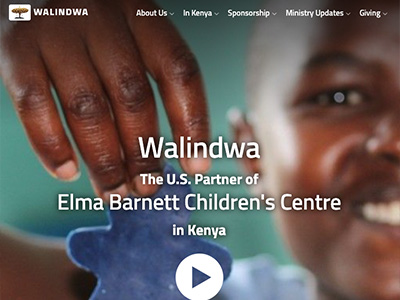 WALINDWA
About Us
In Kenya
Sponsorship
Ministry Updates
Giving
Walindwa
The U.S. Partner of
Elma Barnett Children's Centre
in Kenya